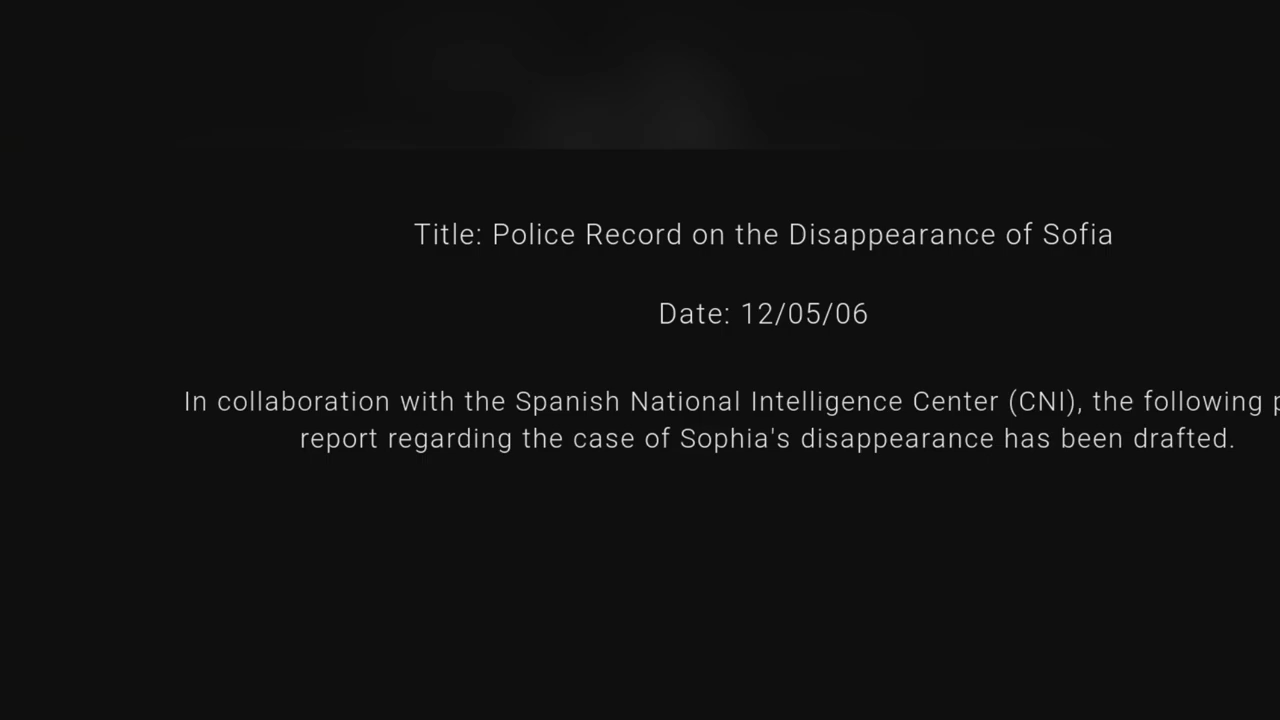 Title: Police Record on the Disappearance of Sofia
Date: 12/05/06
In collaboration with the Spanish National Intelligence Center (CNI), the following
report regarding the case of Sophia's disappearance has been drafted.